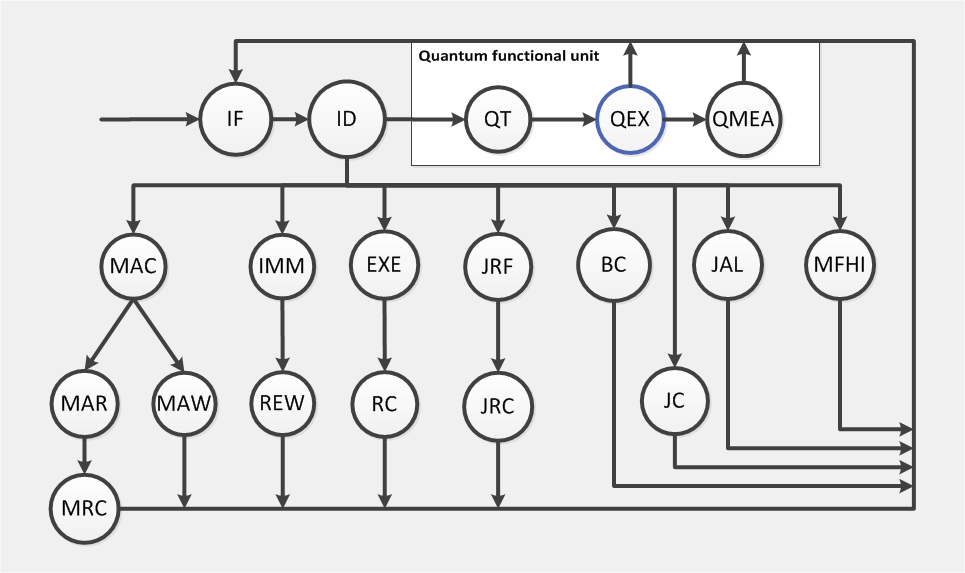 Quantum functional unit
IF
ID
QT
QEX
QMEA
MAC
IMM
EXE
JRF
BC
JAL
MFHI
MAR
MAW
REW
RC
JRC
JC
MRC